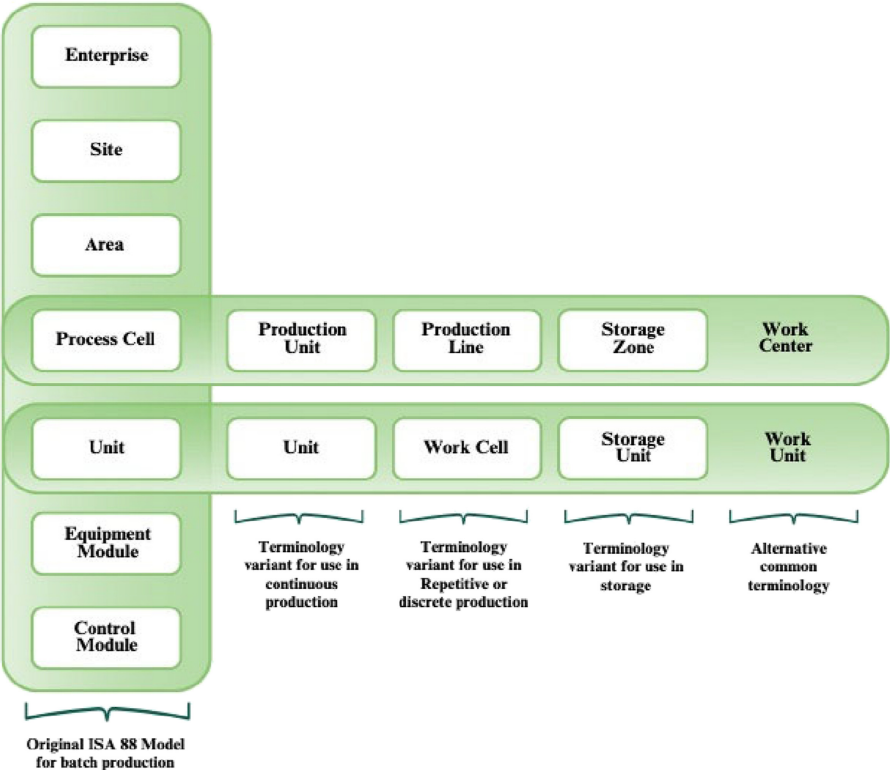 Enterprise
Site
Area
Process Cell
Production
Unit
Production
Line
Storage
Zone
Work
Center
Unit
Unit
Work Cell
Storage
Unit
Work
Unit
Equipment
Module
Control
Module
Terminology
variant for use in
continuous
production
Terminology
variant for use in
Repetitive or
discrete production
Terminology
variant for use in
storage
Alternative
common
terminology
Original ISA 88 Model
for batch production